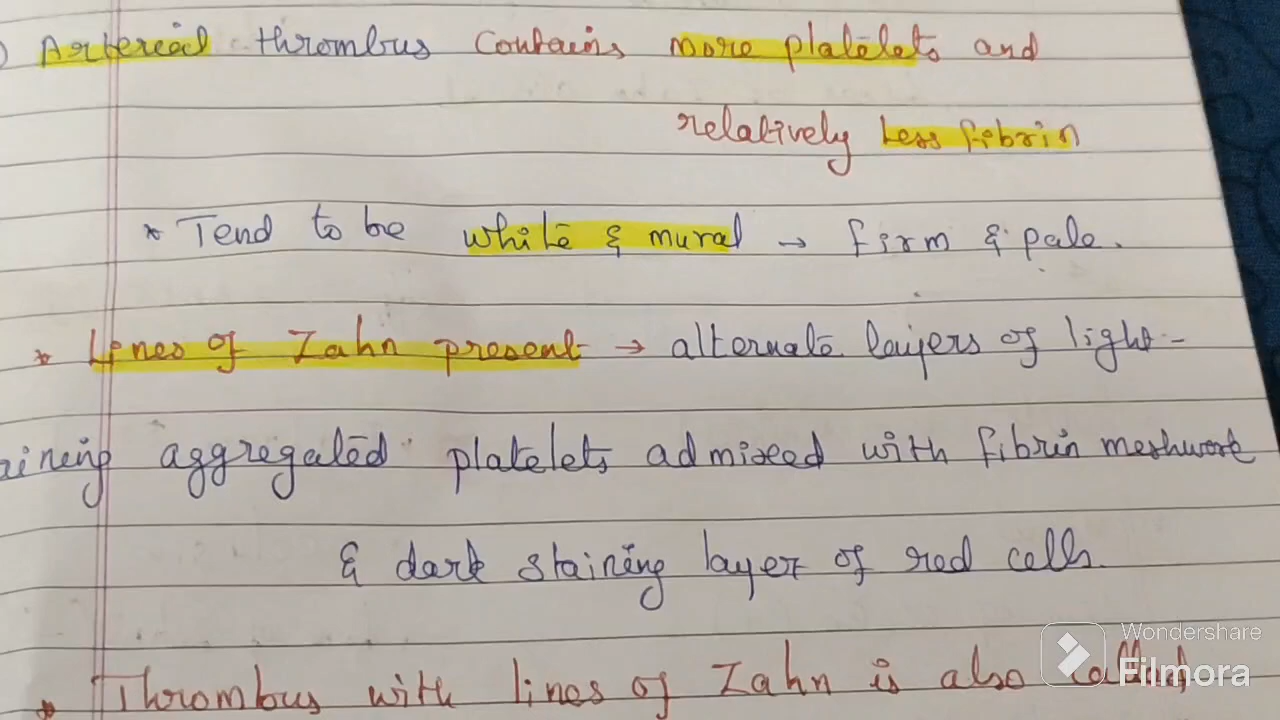 ) Arterial thrombus contains more platelets and
relatively Less fibrin
* Tend to be white & mural → firm & pale.
* Lines of Zahn present → alternate layers of light-
aining aggregated platelets admixed with fibrin meshwork
& dark staining layer of red cells.
* Thrombus with lines of Zahn is also called
Wondershare
Filmora